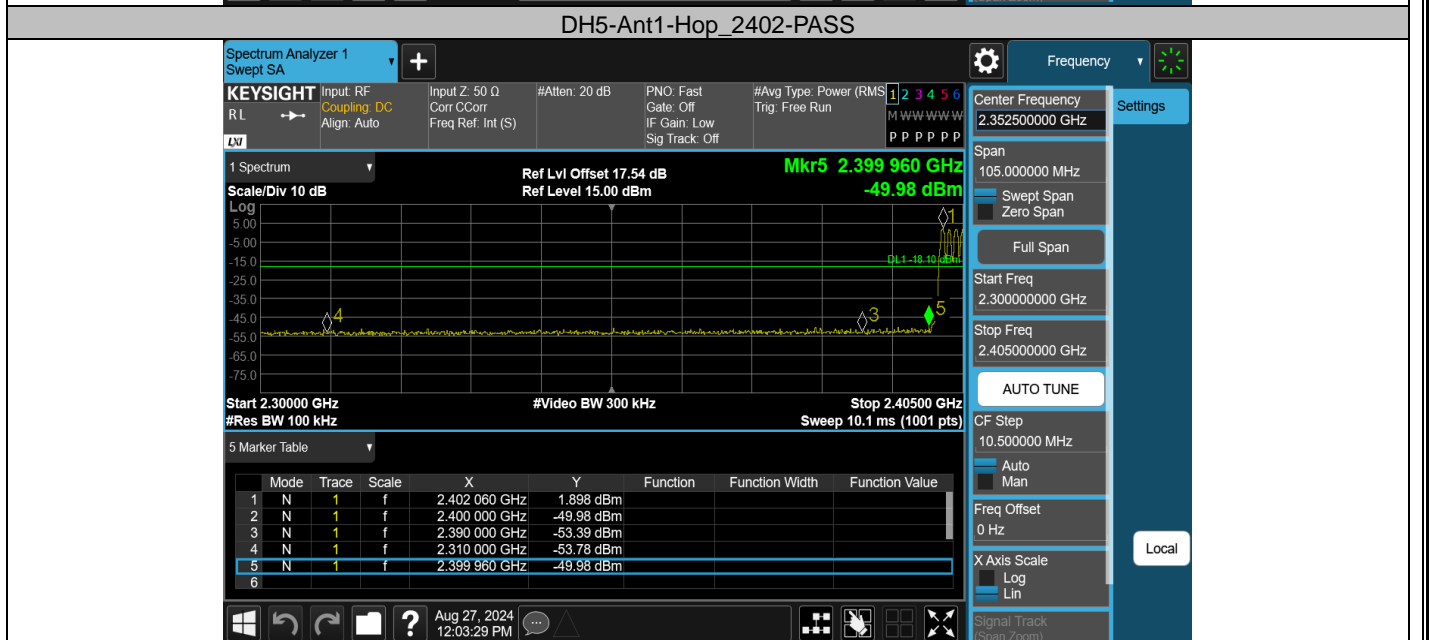 DH5-Ant1-Hop_2402-PASS
Spectrum Analyzer 1
Swept SA
+
Frequency
KEYSIGHT
RL
LXI
Input: RF
Coupling: DC
Align: Auto
Input Z: 50 Ω
Corr CCorr
Freq Ref: Int (S)
#Atten: 20 dB
PNO: Fast
Gate: Off
IF Gain: Low
Sig Track: Off
#Avg Type: Power (RMS
Trig: Free Run
1 2 3 4 5 6
M W W W W W
P P P P P P
Center Frequency
2.352500000 GHz
Settings
Span
105.000000 MHz
Swept Span
Zero Span
Full Span
Start Freq
2.300000000 GHz
Stop Freq
2.405000000 GHz
AUTO TUNE
CF Step
10.500000 MHz
Auto
Man
Freq Offset
0 Hz
X Axis Scale
Log
Lin
Signal Track
(Span Zoom)
Local
1 Spectrum
Scale/Div 10 dB
Ref Lvl Offset 17.54 dB
Ref Level 15.00 dBm
Mkr5 2.399 960 GHz
-49.98 dBm
Log
5.00
-5.00
-15.0
-25.0
-35.0
-45.0
-55.0
-65.0
-75.0
1
DL1 -18.10 dBm
4
3
5
Start 2.30000 GHz
#Video BW 300 kHz
Stop 2.40500 GHz
#Res BW 100 kHz
Sweep 10.1 ms (1001 pts)
5 Marker Table
Mode Trace Scale X Y Function Function Width Function Value
1 N 1 f 2.402 060 GHz 1.898 dBm
2 N 1 f 2.400 000 GHz -49.98 dBm
3 N 1 f 2.390 000 GHz -53.39 dBm
4 N 1 f 2.310 000 GHz -53.78 dBm
5 N 1 f 2.399 960 GHz -49.98 dBm
6
?
Aug 27, 2024
12:03:29 PM